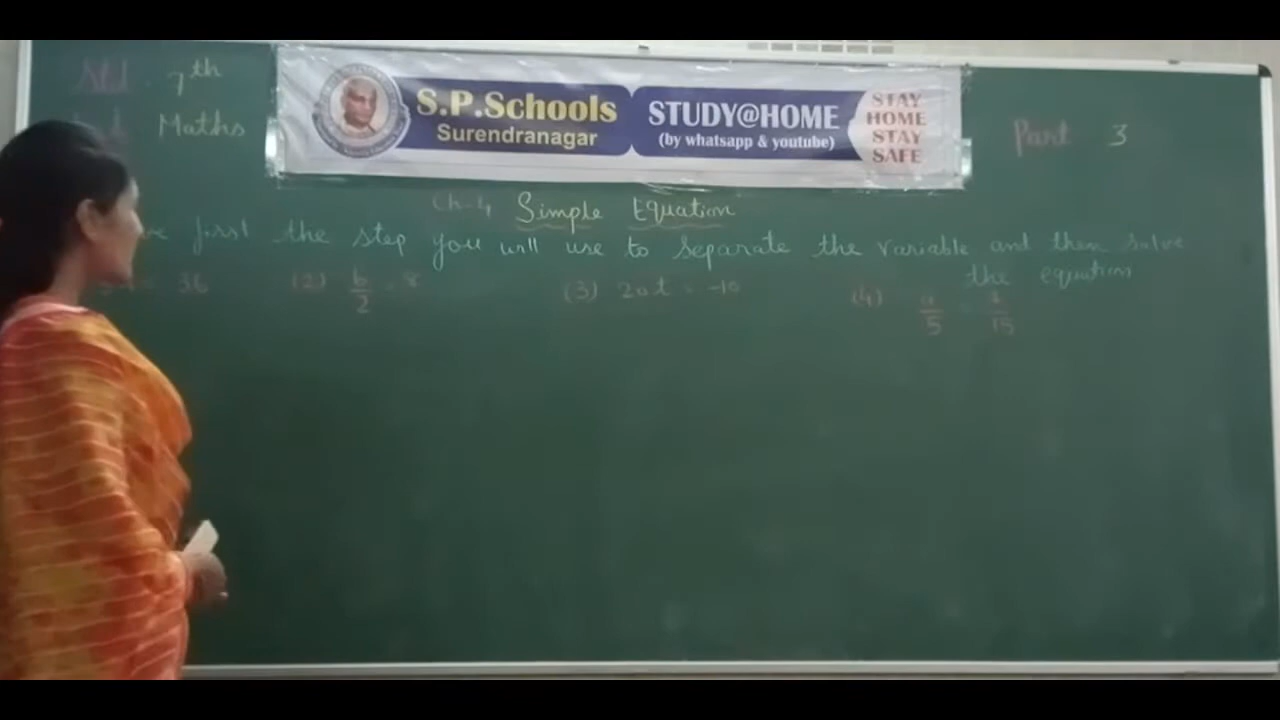 Std. 7th
Maths
S.P.Schools
Surendranagar
STUDY@HOME
(by whatsapp & youtube)
STAY
HOME
STAY
SAFE
Part 3
Ch-4 Simple Equation
first the step you will use to separate the variable and then solve
the equation
36 (2) b/2 = 8 (3) 20t = -10 (4) a/5 = 7/15